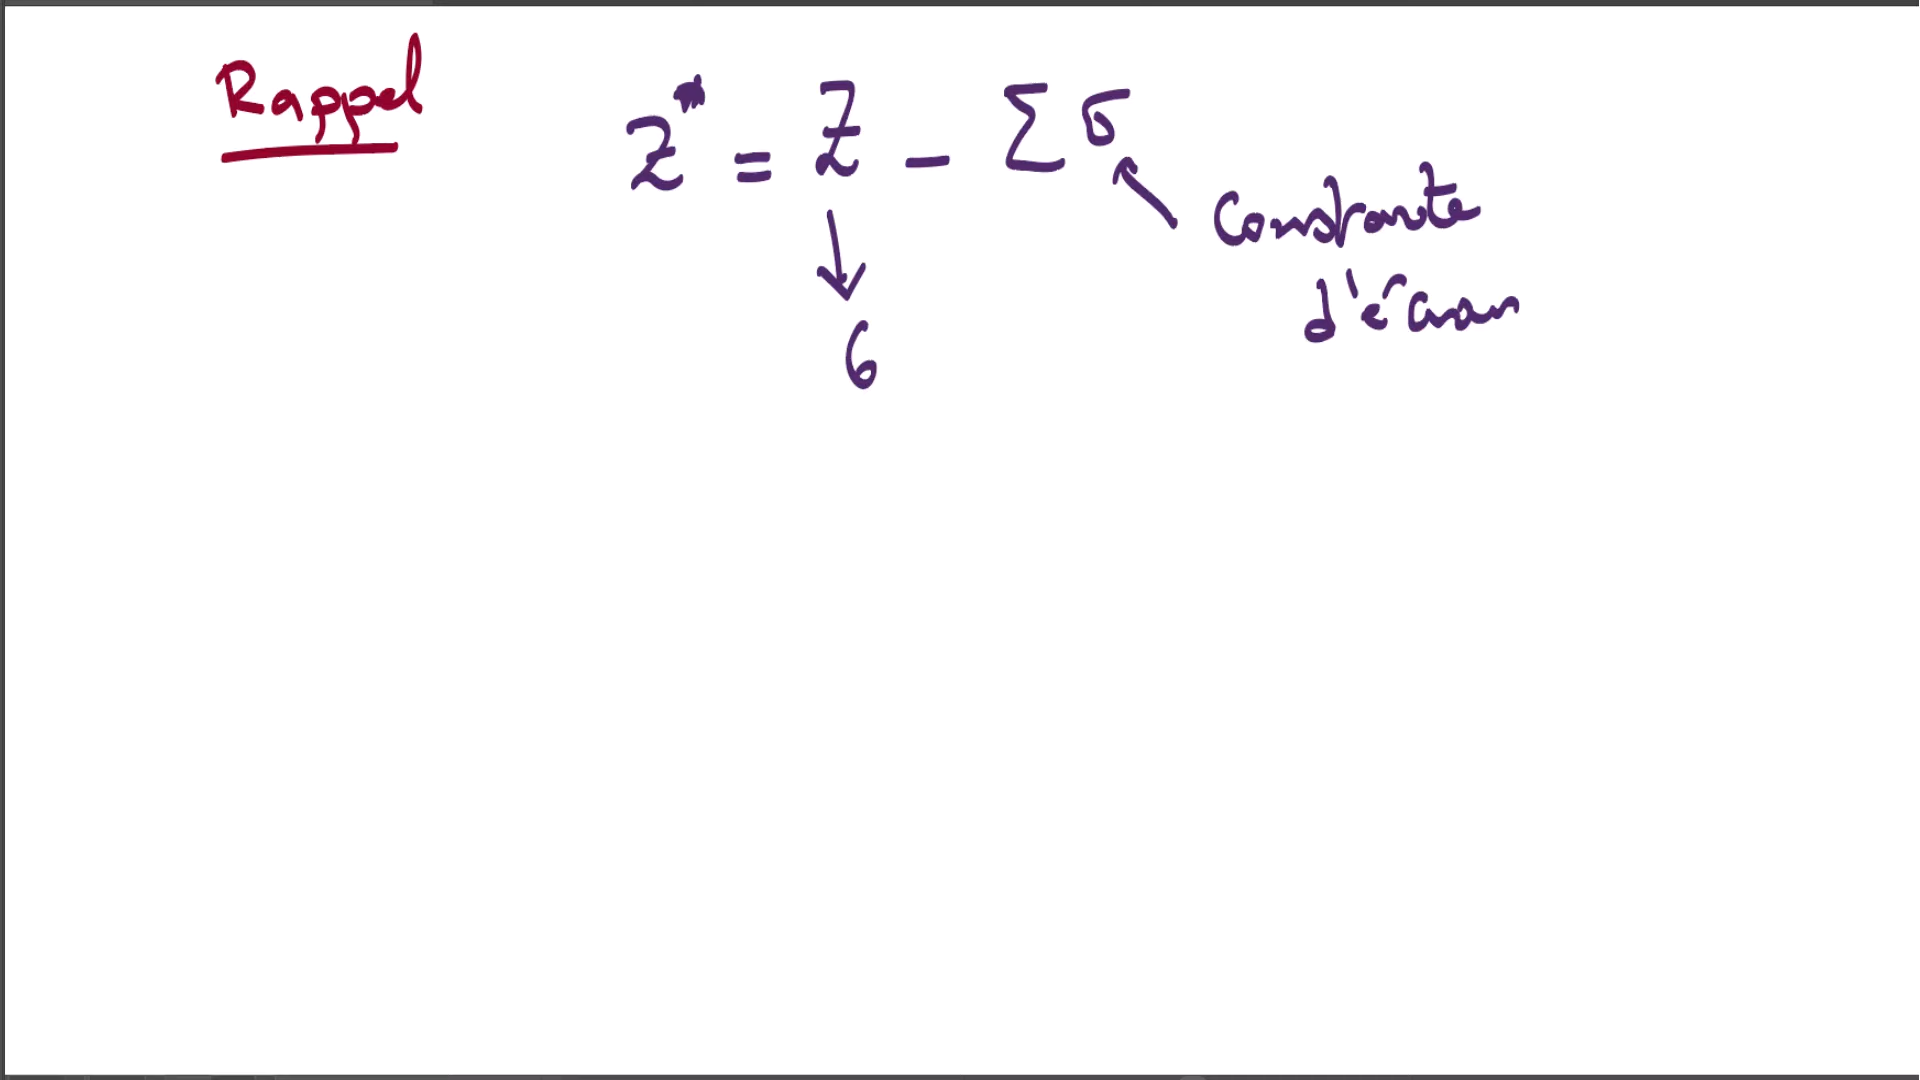 Rappel
Z* = Z - Σσ
Constante
d'écran
6